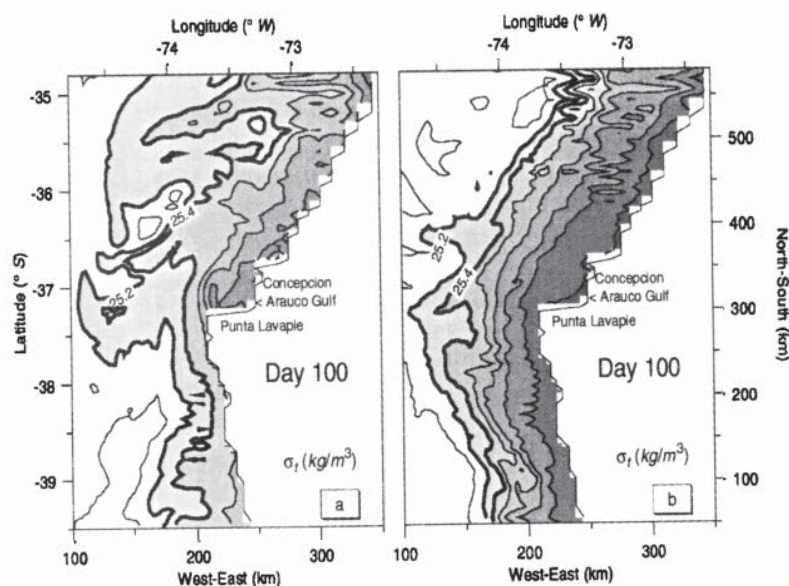 Longitude (° W)
-74 -73
Longitude (° W)
-74 -73
Latitude (° S)
-35
-36
-37
-38
-39
25.4
25.2
Concepcion
< Arauco Gulf
Punta Lavapie
Day 100
σt (kg/m³)
a
100 200 300
West-East (km)
25.2
25.4
Concepcion
< Arauco Gulf
Punta Lavapie
Day 100
σt (kg/m³)
b
100 200 300
West-East (km)
500
400
300
200
100
North-South (km)